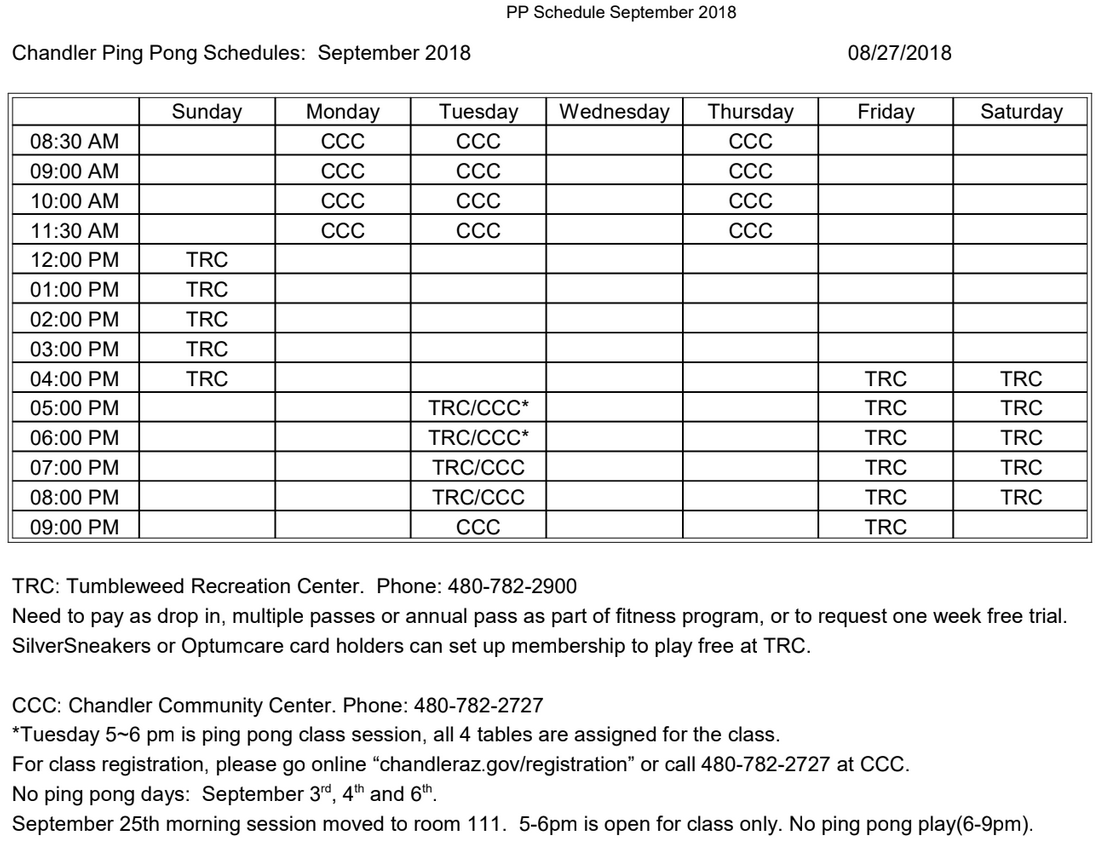 PP Schedule September 2018
Chandler Ping Pong Schedules: September 2018 08/27/2018
Sunday Monday Tuesday Wednesday Thursday Friday Saturday
08:30 AM CCC CCC CCC
09:00 AM CCC CCC CCC
10:00 AM CCC CCC CCC
11:30 AM CCC CCC CCC
12:00 PM TRC
01:00 PM TRC
02:00 PM TRC
03:00 PM TRC
04:00 PM TRC TRC TRC
05:00 PM TRC/CCC* TRC TRC
06:00 PM TRC/CCC* TRC TRC
07:00 PM TRC/CCC TRC TRC
08:00 PM TRC/CCC TRC TRC
09:00 PM CCC TRC
TRC: Tumbleweed Recreation Center. Phone: 480-782-2900
Need to pay as drop in, multiple passes or annual pass as part of fitness program, or to request one week free trial.
SilverSneakers or Optumcare card holders can set up membership to play free at TRC.
CCC: Chandler Community Center. Phone: 480-782-2727
*Tuesday 5~6 pm is ping pong class session, all 4 tables are assigned for the class.
For class registration, please go online “chandleraz.gov/registration” or call 480-782-2727 at CCC.
No ping pong days: September 3rd, 4th and 6th.
September 25th morning session moved to room 111. 5-6pm is open for class only. No ping pong play(6-9pm).